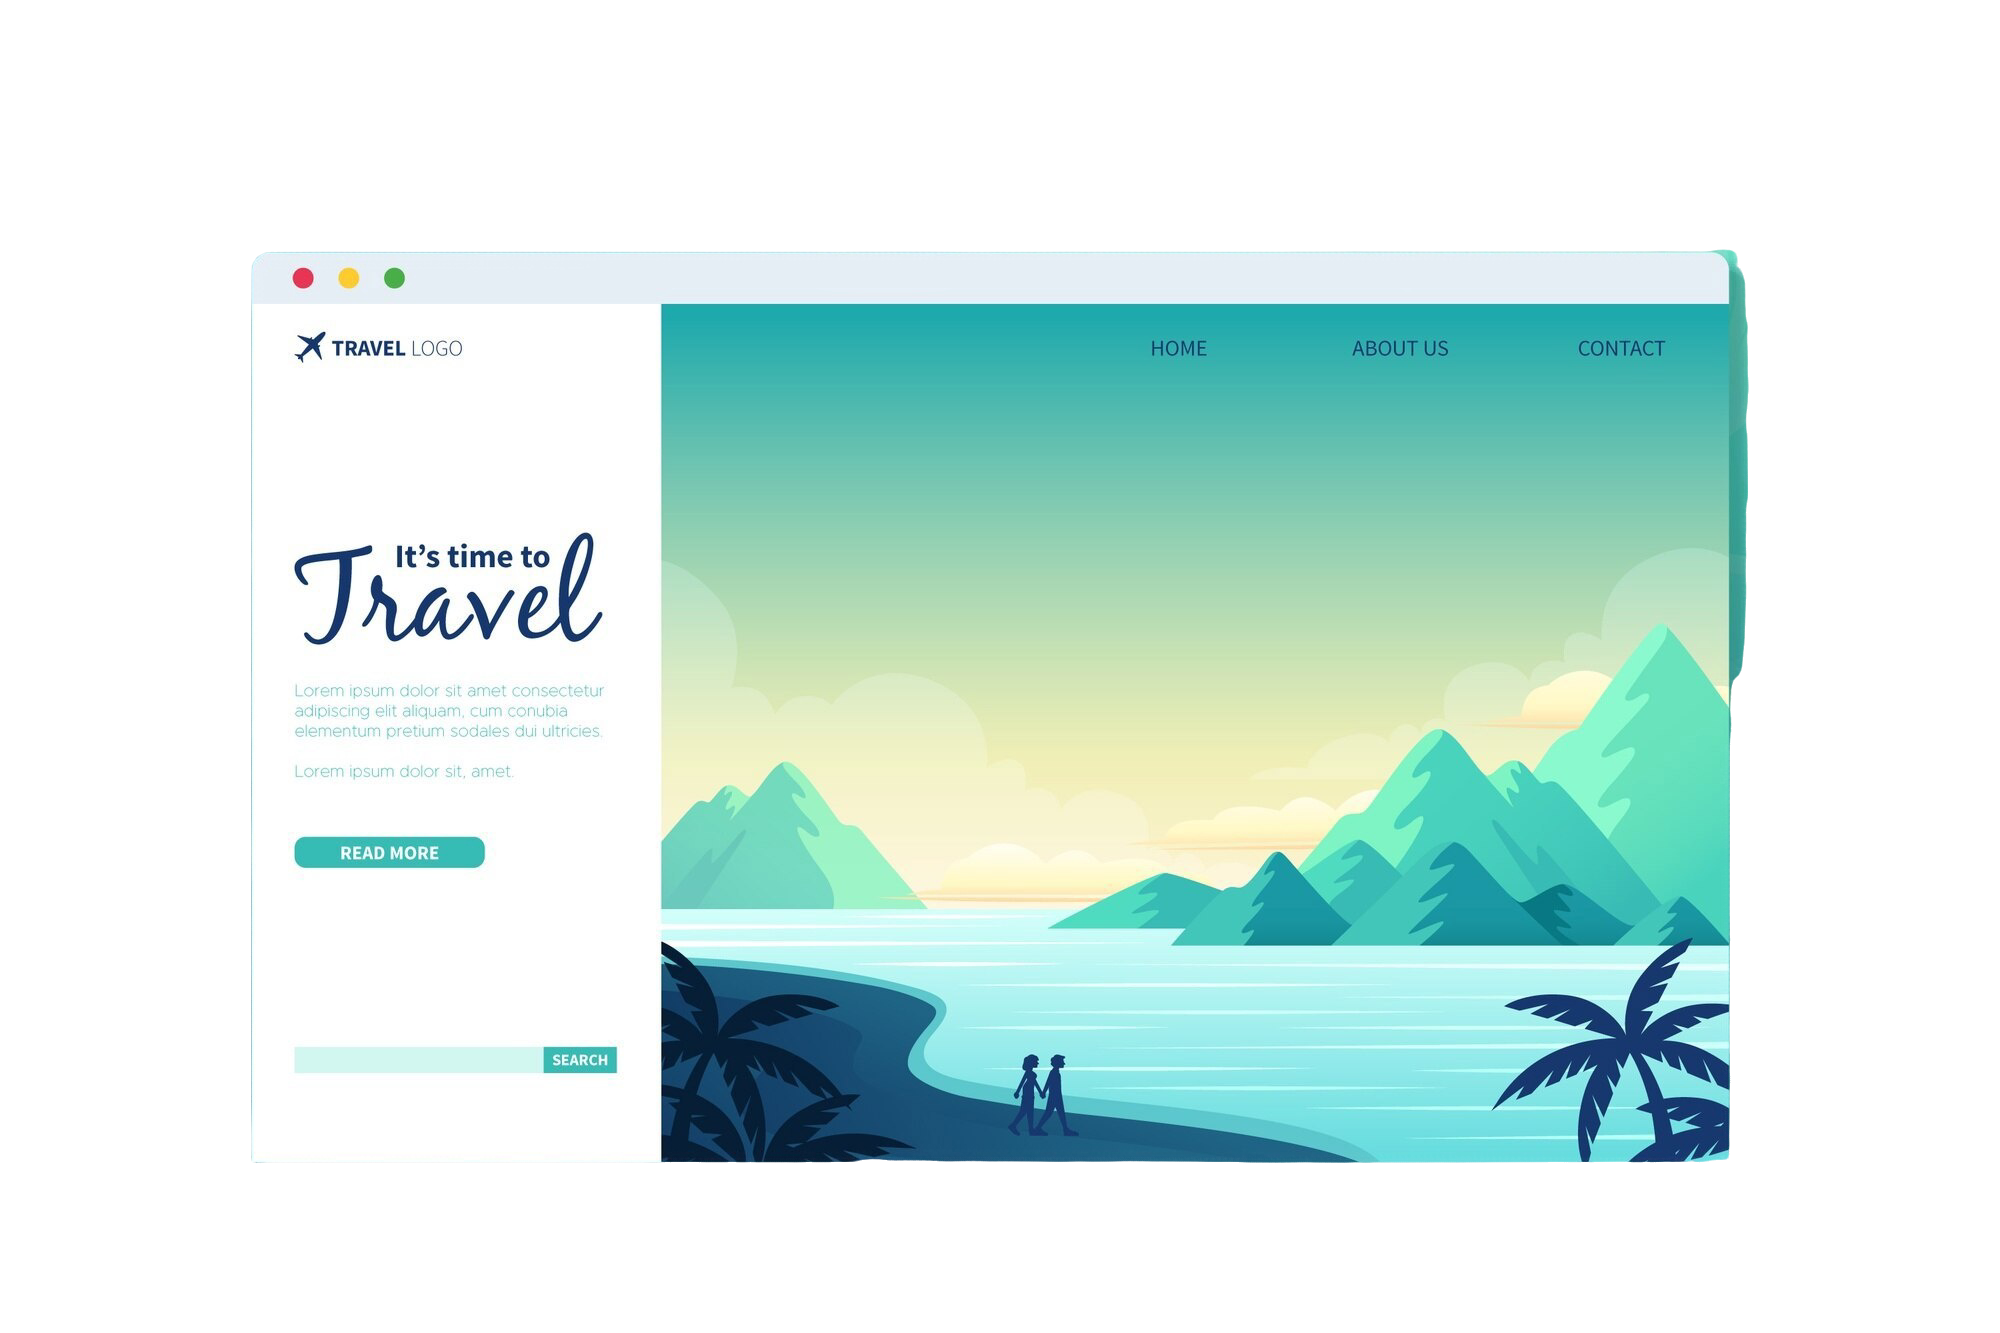 TRAVEL LOGO
HOME
ABOUT US
CONTACT
It’s time to
Travel
Lorem ipsum dolor sit amet consectetur
adipiscing elit aliquam, cum conubia
elementum pretium sodales dui ultricies.
Lorem ipsum dolor sit, amet.
READ MORE
SEARCH